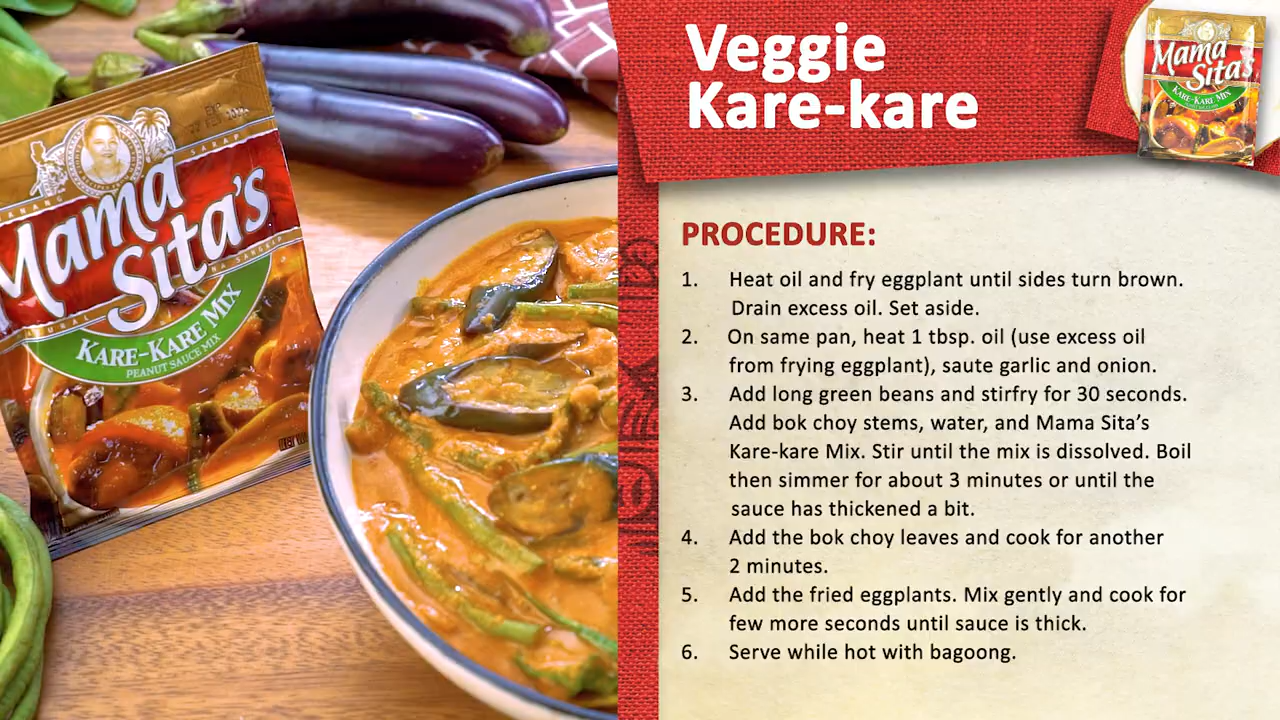 Mama
Sita's
KARE-KARE MIX
PEANUT SAUCE MIX
Veggie
Kare-kare
Mama
Sita's
KARE-KARE MIX
PROCEDURE:
1. Heat oil and fry eggplant until sides turn brown.
Drain excess oil. Set aside.
2. On same pan, heat 1 tbsp. oil (use excess oil
from frying eggplant), saute garlic and onion.
3. Add long green beans and stirfry for 30 seconds.
Add bok choy stems, water, and Mama Sita's
Kare-kare Mix. Stir until the mix is dissolved. Boil
then simmer for about 3 minutes or until the
sauce has thickened a bit.
4. Add the bok choy leaves and cook for another
2 minutes.
5. Add the fried eggplants. Mix gently and cook for
few more seconds until sauce is thick.
6. Serve while hot with bagoong.